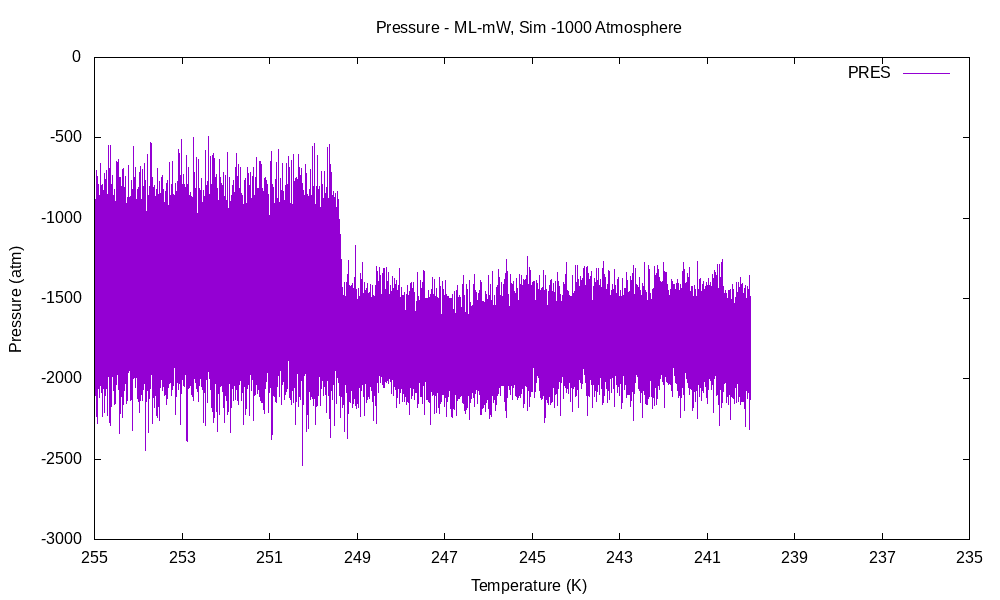 Pressure - ML-mW, Sim -1000 Atmosphere
PRES
0
-500
-1000
-1500
-2000
-2500
-3000
Pressure (atm)
255 253 251 249 247 245 243 241 239 237 235
Temperature (K)